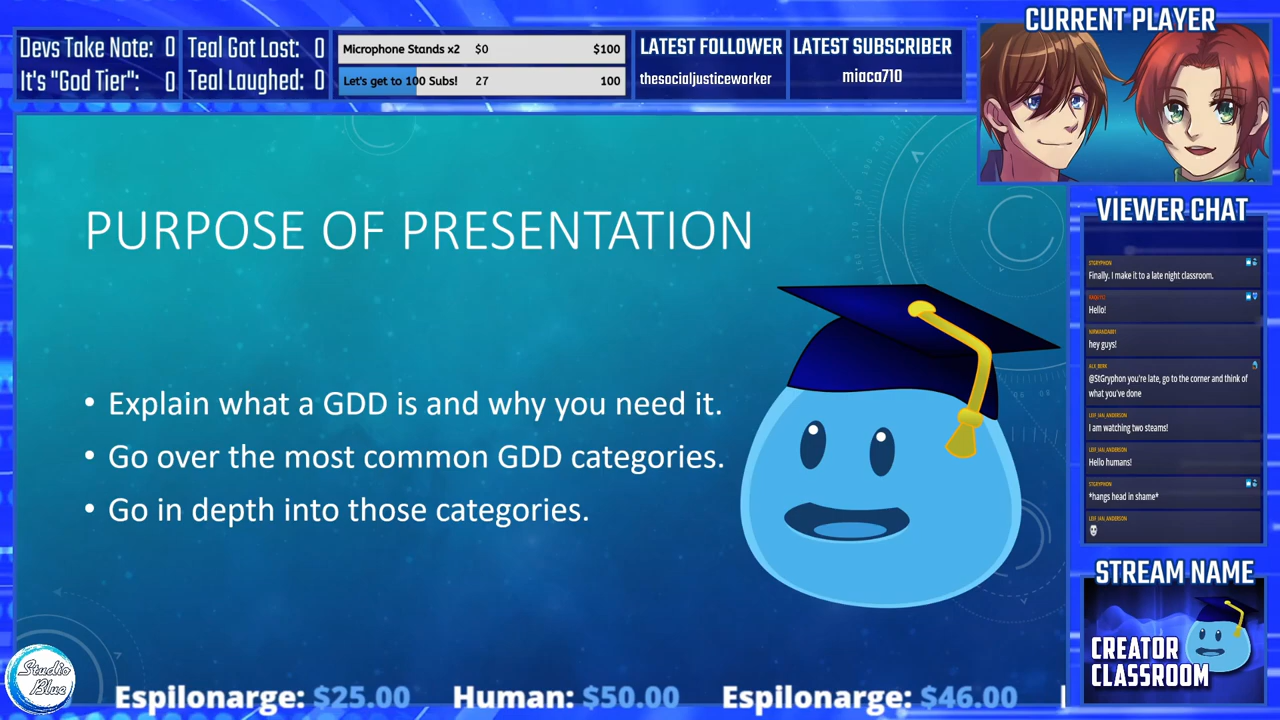 Devs Take Note: 0
It's "God Tier": 0
Teal Got Lost: 0
Teal Laughed: 0
Microphone Stands x2 $0 $100
Let's get to 100 Subs! 27 100
LATEST FOLLOWER
thesocialjusticeworker
LATEST SUBSCRIBER
miaca710
CURRENT PLAYER
PURPOSE OF PRESENTATION
• Explain what a GDD is and why you need it.
• Go over the most common GDD categories.
• Go in depth into those categories.
VIEWER CHAT
STGRYPHON
Finally. I make it to a late night classroom.
Hello!
hey guys!
@StGryphon you're late, go to the corner and think of
what you've done
LEIF_IAN_ANDERSON
I am watching two steams!
LEIF_IAN_ANDERSON
Hello humans!
STGRYPHON
*hangs head in shame*
LEIF_IAN_ANDERSON
STREAM NAME
CREATOR
CLASSROOM
Studio
Blue
Espilonarge: $25.00 Human: $50.00 Espilonarge: $46.00